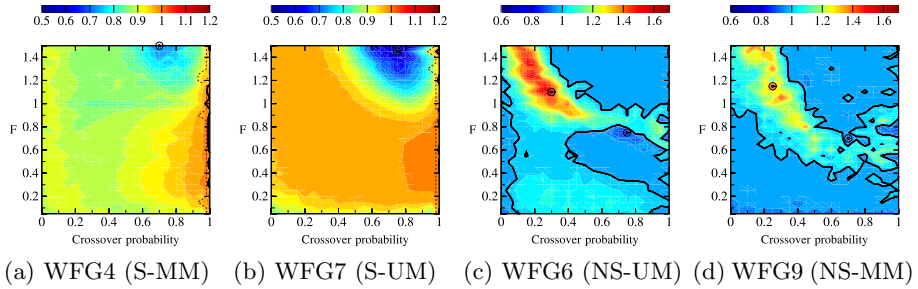 0.5 0.6 0.7 0.8 0.9 1.0 1.1 1.2
0.5 0.6 0.7 0.8 0.9 1.0 1.1 1.2
0.6 0.8 1.0 1.2 1.4 1.6
0.6 0.8 1.0 1.2 1.4 1.6
F
1.4
1.2
1
0.8
0.6
0.4
0.2
0 0.2 0.4 0.6 0.8 1
Crossover probability
F
1.4
1.2
1
0.8
0.6
0.4
0.2
0 0.2 0.4 0.6 0.8 1
Crossover probability
F
1.4
1.2
1
0.8
0.6
0.4
0.2
0 0.2 0.4 0.6 0.8 1
Crossover probability
F
1.4
1.2
1
0.8
0.6
0.4
0.2
0 0.2 0.4 0.6 0.8 1
Crossover probability
(a) WFG4 (S-MM)
(b) WFG7 (S-UM)
(c) WFG6 (NS-UM)
(d) WFG9 (NS-MM)